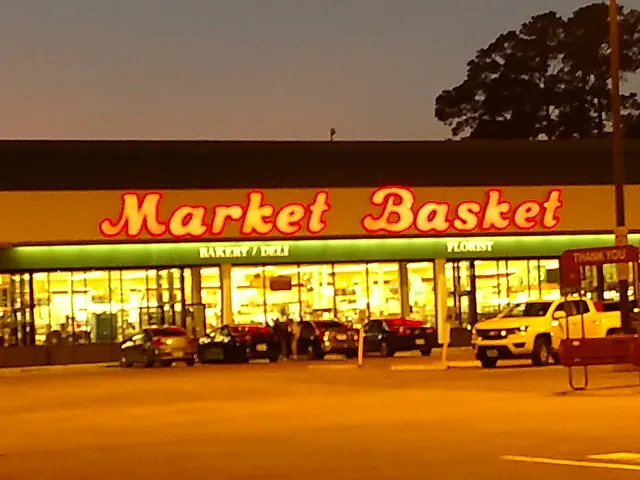 Market Basket
BAKERY / DELI
FLORIST
THANK YOU